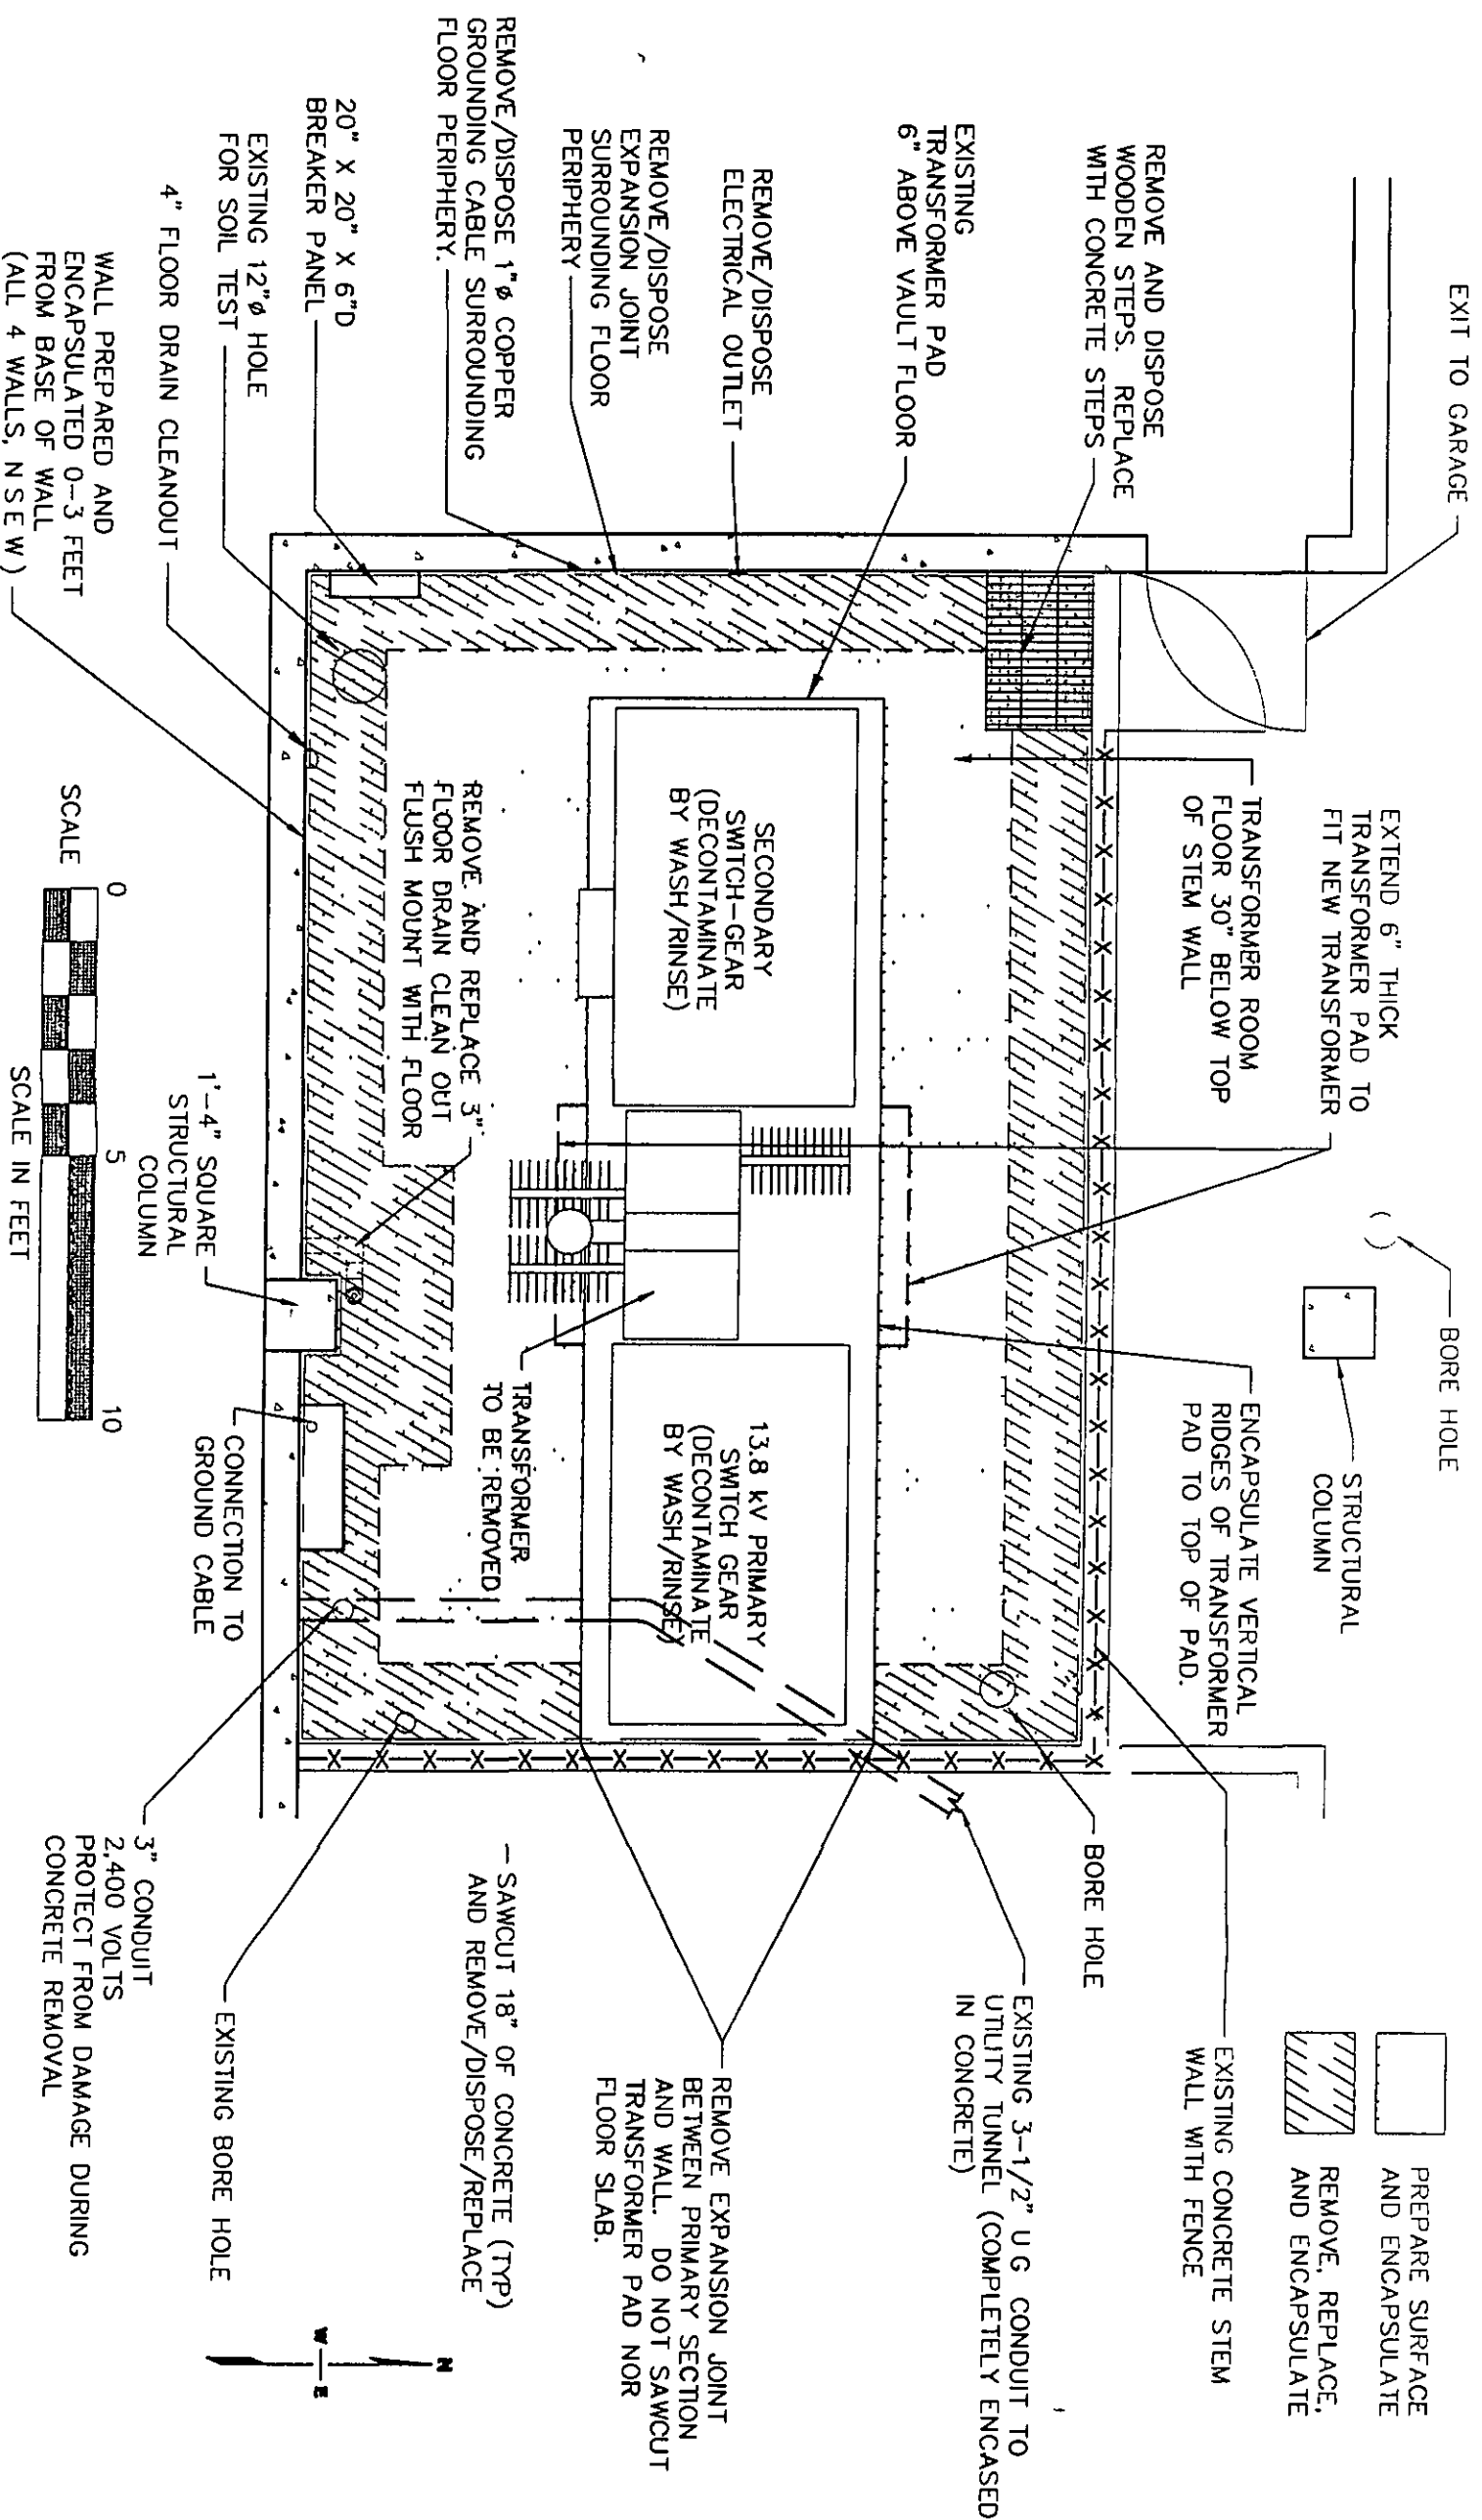 EXIT TO GARAGE
REMOVE AND DISPOSE
WOODEN STEPS. REPLACE
WITH CONCRETE STEPS
EXISTING
TRANSFORMER PAD
6" ABOVE VAULT FLOOR
REMOVE/DISPOSE
ELECTRICAL OUTLET
REMOVE/DISPOSE
EXPANSION JOINT
SURROUNDING FLOOR
PERIPHERY
REMOVE/DISPOSE 1"ø COPPER
GROUNDING CABLE SURROUNDING
FLOOR PERIPHERY.
20" X 20" X 6"D
BREAKER PANEL
EXISTING 12"ø HOLE
FOR SOIL TEST
4" FLOOR DRAIN CLEANOUT
WALL PREPARED AND
ENCAPSULATED 0-3 FEET
FROM BASE OF WALL
(ALL 4 WALLS, N S E W)
BORE HOLE
STRUCTURAL
COLUMN
EXTEND 6" THICK
TRANSFORMER PAD TO
FIT NEW TRANSFORMER
TRANSFORMER ROOM
FLOOR 30" BELOW TOP
OF STEM WALL
ENCAPSULATE VERTICAL
RIDGES OF TRANSFORMER
PAD TO TOP OF PAD.
SECONDARY
SWITCH-GEAR
(DECONTAMINATE
BY WASH/RINSE)
13.8 kV PRIMARY
SWITCH GEAR
(DECONTAMINATE
BY WASH/RINSE)
TRANSFORMER
TO BE REMOVED
REMOVE AND REPLACE 3"
FLOOR DRAIN CLEAN OUT
FLUSH MOUNT WITH FLOOR
1'-4" SQUARE
STRUCTURAL
COLUMN
CONNECTION TO
GROUND CABLE
SCALE
0
5
10
SCALE IN FEET
PREPARE SURFACE
AND ENCAPSULATE
REMOVE, REPLACE,
AND ENCAPSULATE
EXISTING CONCRETE STEM
WALL WITH FENCE
BORE HOLE
EXISTING 3-1/2" U G CONDUIT TO
UTILITY TUNNEL (COMPLETELY ENCASED
IN CONCRETE)
REMOVE EXPANSION JOINT
BETWEEN PRIMARY SECTION
AND WALL. DO NOT SAWCUT
TRANSFORMER PAD NOR
FLOOR SLAB.
SAWCUT 18" OF CONCRETE (TYP)
AND REMOVE/DISPOSE/REPLACE
EXISTING BORE HOLE
3" CONDUIT
2,400 VOLTS
PROTECT FROM DAMAGE DURING
CONCRETE REMOVAL
N
W
E